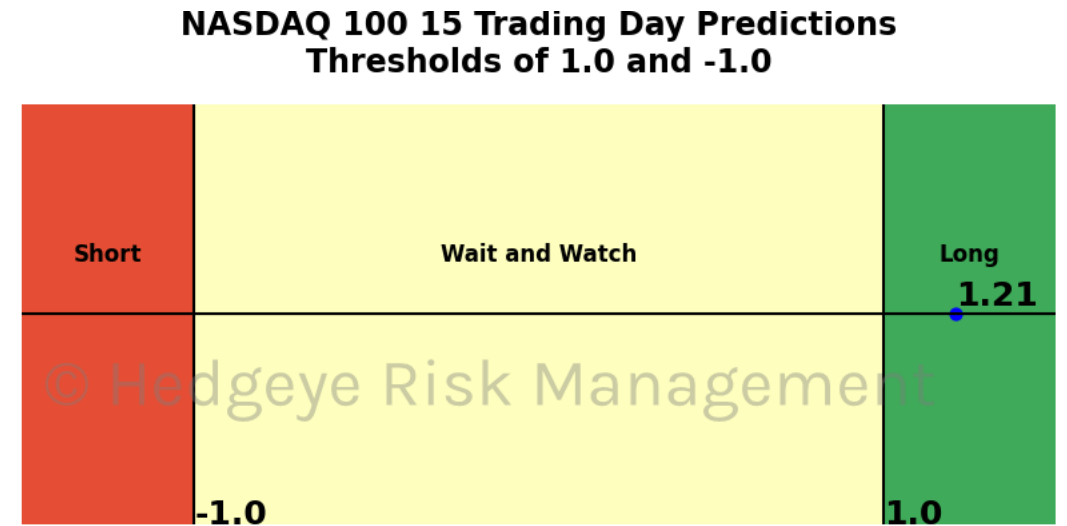 NASDAQ 100 15 Trading Day Predictions
Thresholds of 1.0 and -1.0
Short
Wait and Watch
Long
1.21
© Hedgeye Risk Management
-1.0
1.0